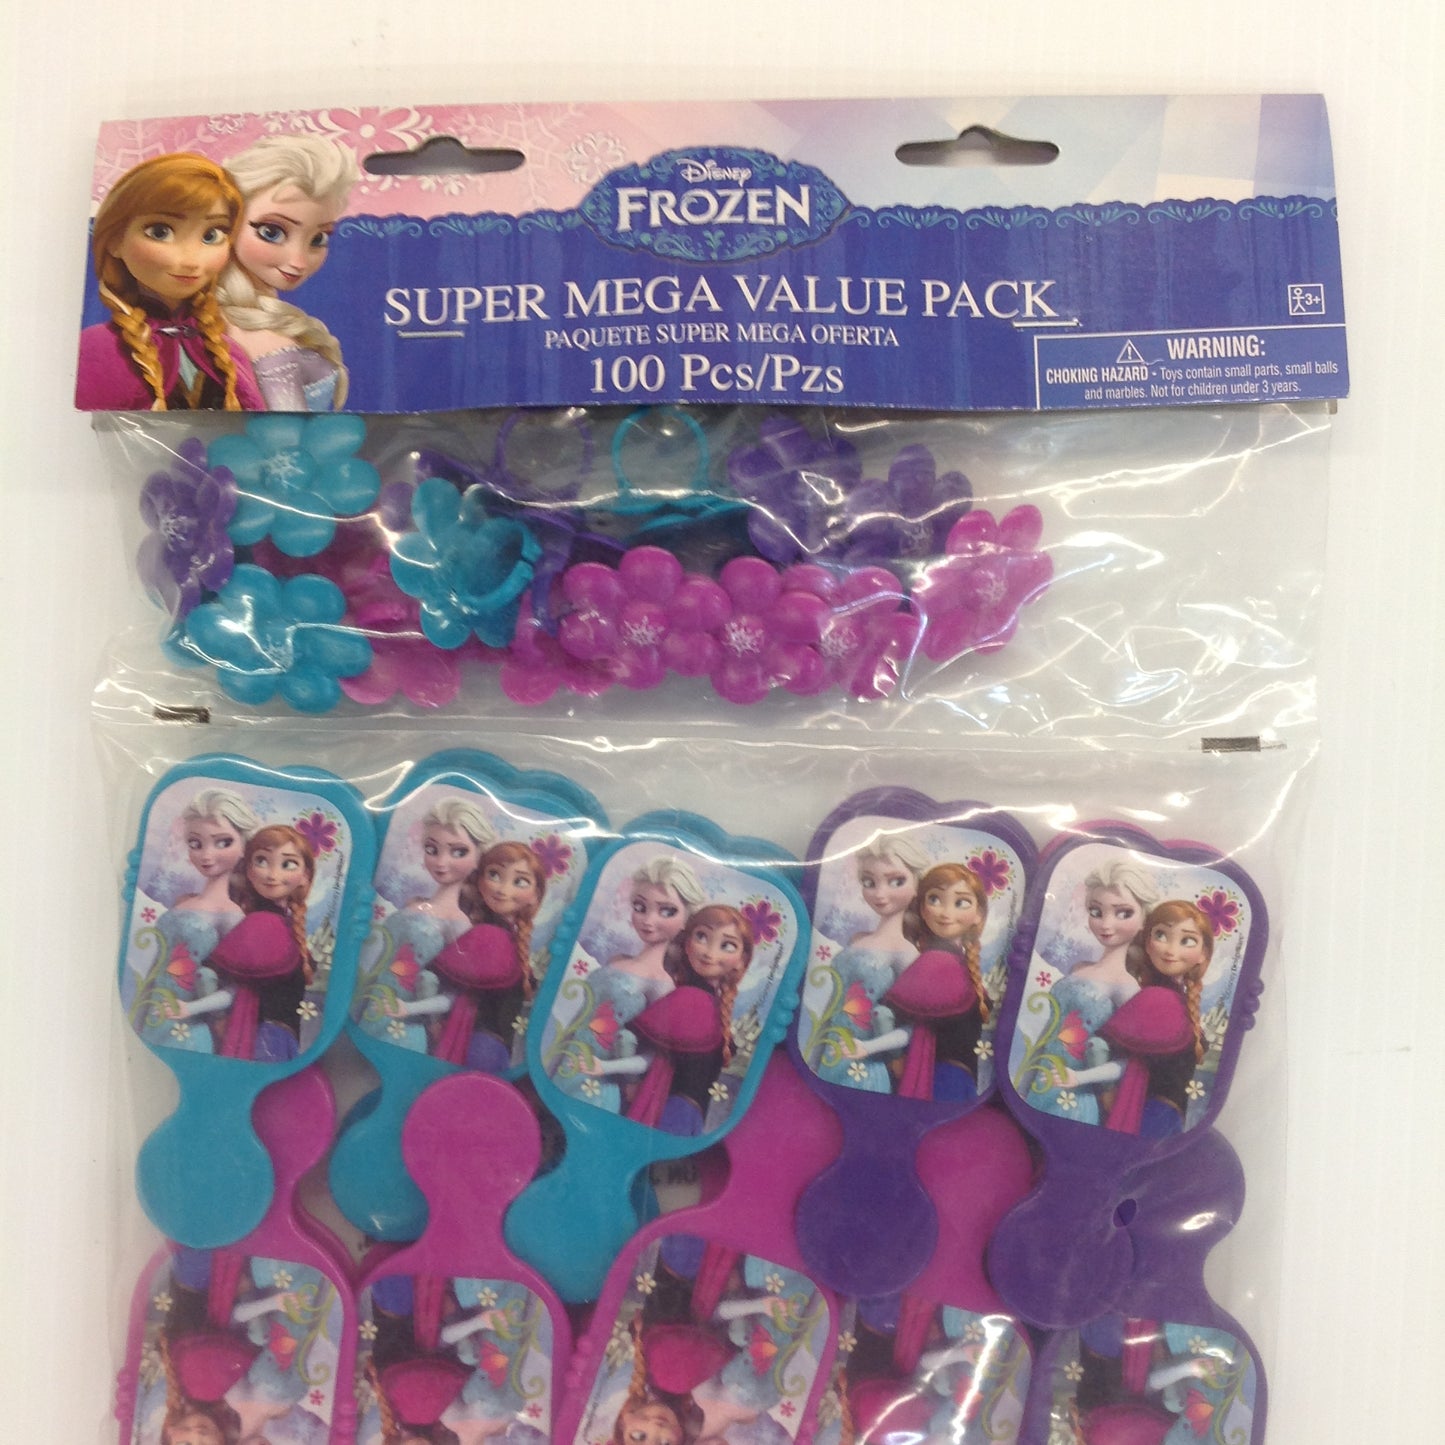 Disney
FROZEN
SUPER MEGA VALUE PACK
PAQUETE SUPER MEGA OFERTA
100 Pcs/Pzs
3+
WARNING:
CHOKING HAZARD - Toys contain small parts, small balls
and marbles. Not for children under 3 years.